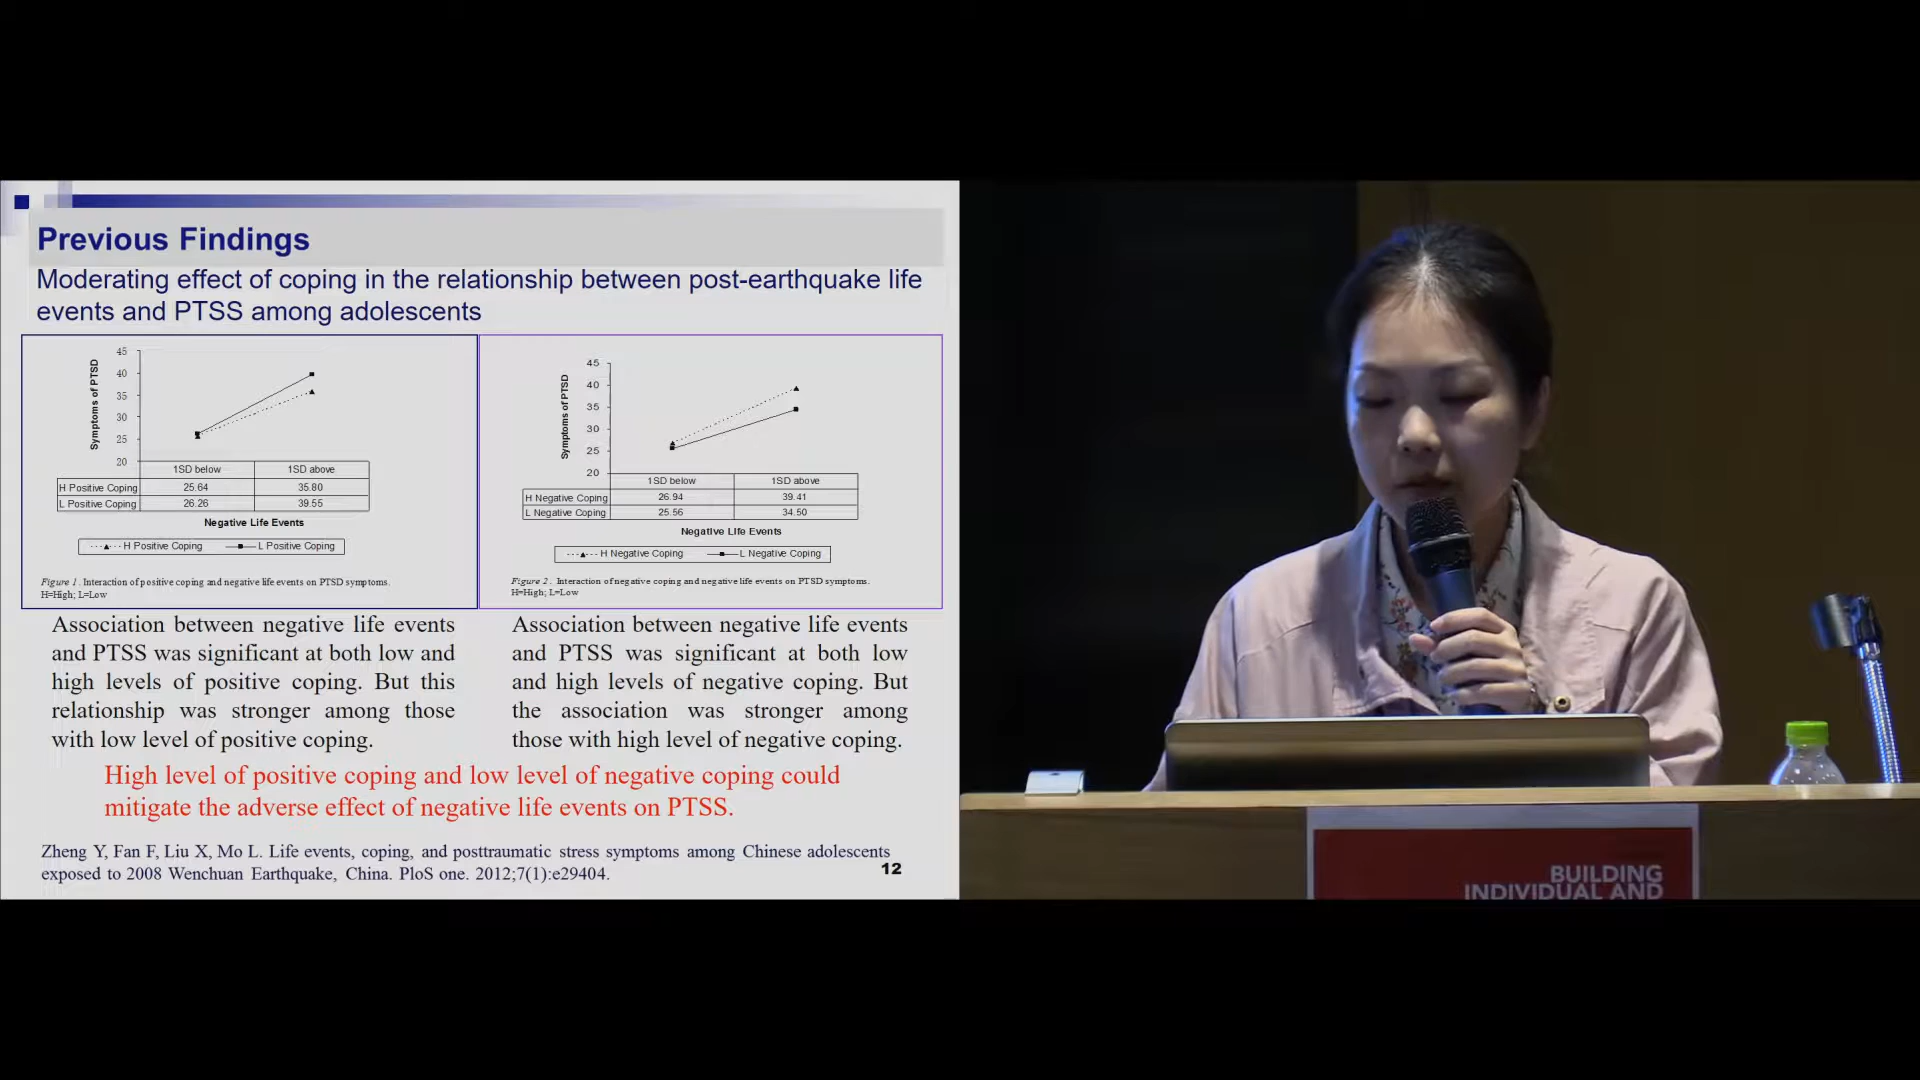 Previous Findings
Moderating effect of coping in the relationship between post-earthquake life
events and PTSS among adolescents
Symptoms of PTSD
45
40
35
30
25
20
1SD below 1SD above
H Positive Coping 25.64 35.80
L Positive Coping 26.26 39.55
Negative Life Events
H Positive Coping L Positive Coping
Figure 1. Interaction of positive coping and negative life events on PTSD symptoms.
H=High; L=Low
Symptoms of PTSD
45
40
35
30
25
20
1SD below 1SD above
H Negative Coping 26.94 39.41
L Negative Coping 25.56 34.50
Negative Life Events
H Negative Coping L Negative Coping
Figure 2. Interaction of negative coping and negative life events on PTSD symptoms.
H=High; L=Low
Association between negative life events
and PTSS was significant at both low and
high levels of positive coping. But this
relationship was stronger among those
with low level of positive coping.
Association between negative life events
and PTSS was significant at both low
and high levels of negative coping. But
the association was stronger among
those with high level of negative coping.
High level of positive coping and low level of negative coping could
mitigate the adverse effect of negative life events on PTSS.
Zheng Y, Fan F, Liu X, Mo L. Life events, coping, and posttraumatic stress symptoms among Chinese adolescents
exposed to 2008 Wenchuan Earthquake, China. PloS one. 2012;7(1):e29404.
12
BUILDING
INDIVIDUAL AND